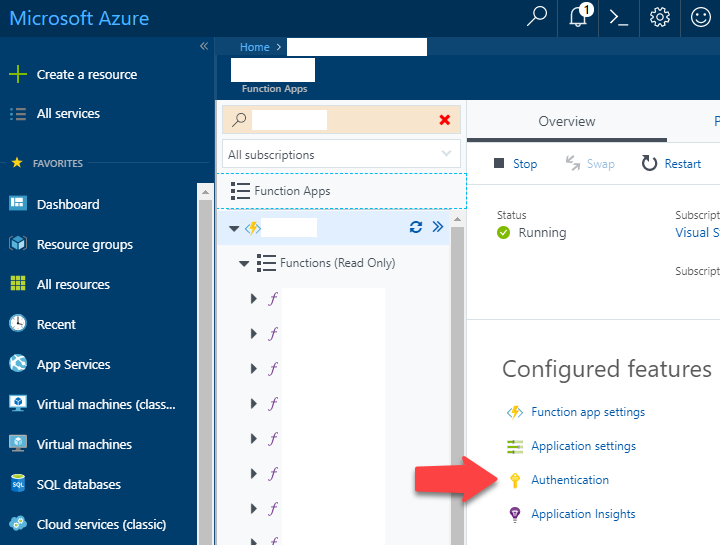 Microsoft Azure
1
Home
Function Apps
Create a resource
All services
FAVORITES
Dashboard
Resource groups
All resources
Recent
App Services
Virtual machines (class...
Virtual machines
SQL databases
Cloud services (classic)
All subscriptions
Function Apps
Functions (Read Only)
Overview
P
Stop
Swap
Restart
Status
Running
Subscript
Visual St
Subscript
Configured features
Function app settings
Application settings
Authentication
Application Insights